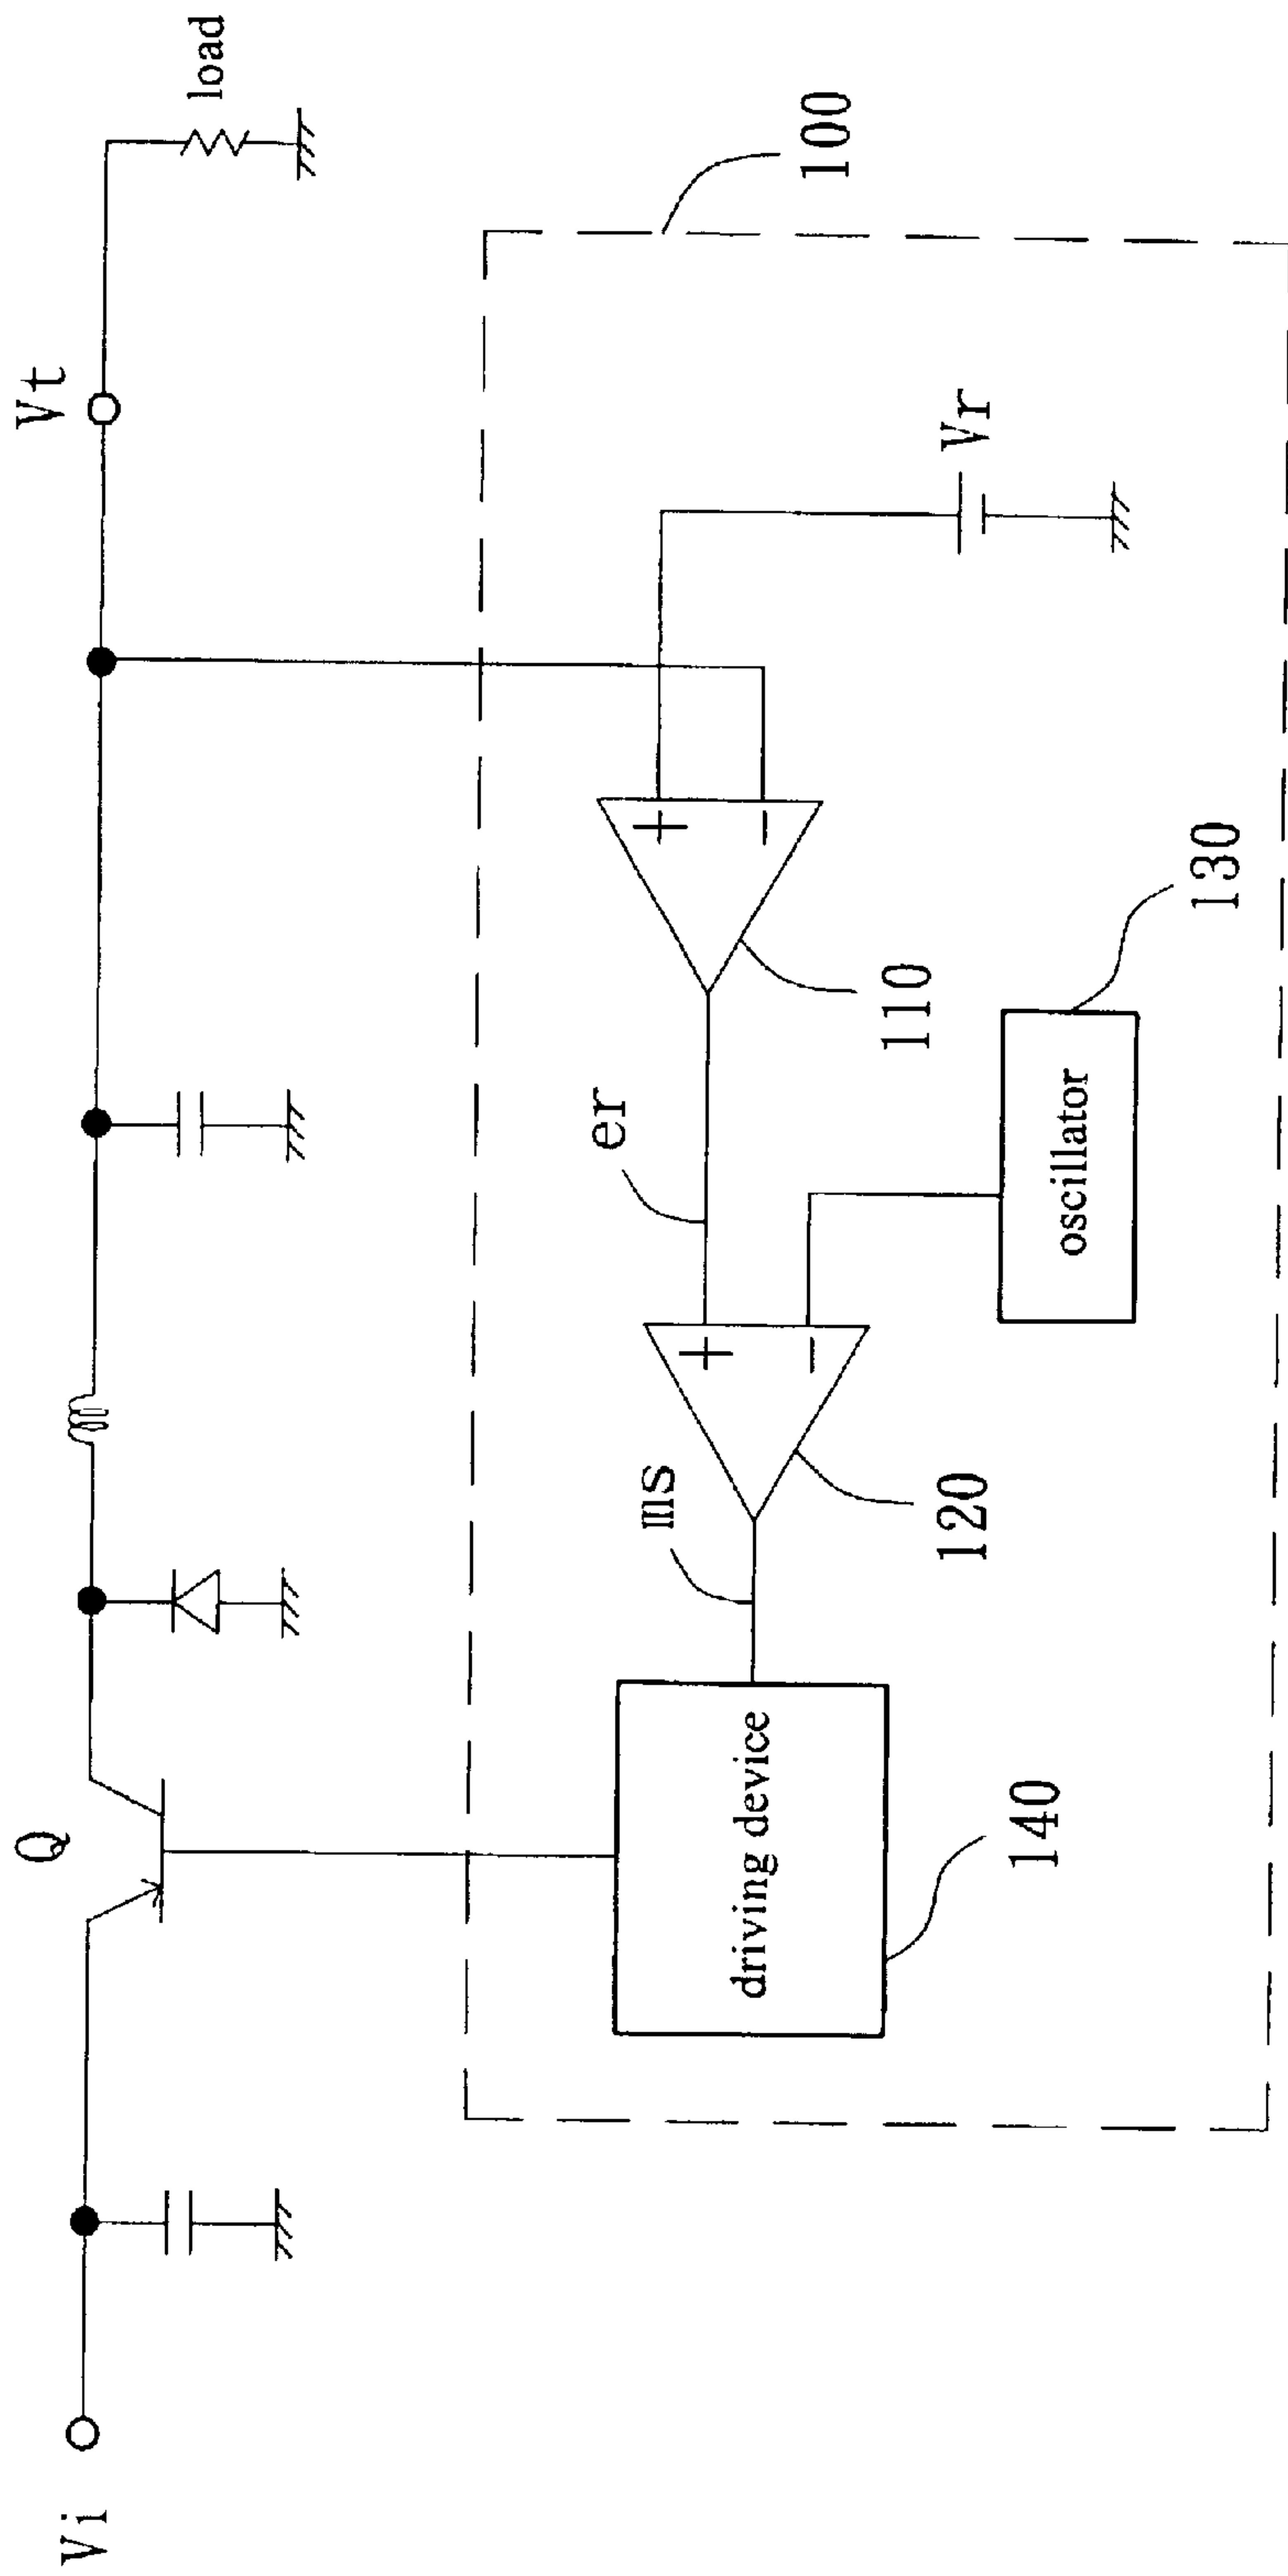 Vi
Q
Vt
load
100
driving device
140
ms
120
er
110
oscillator
130
Vr
+
-
+
-